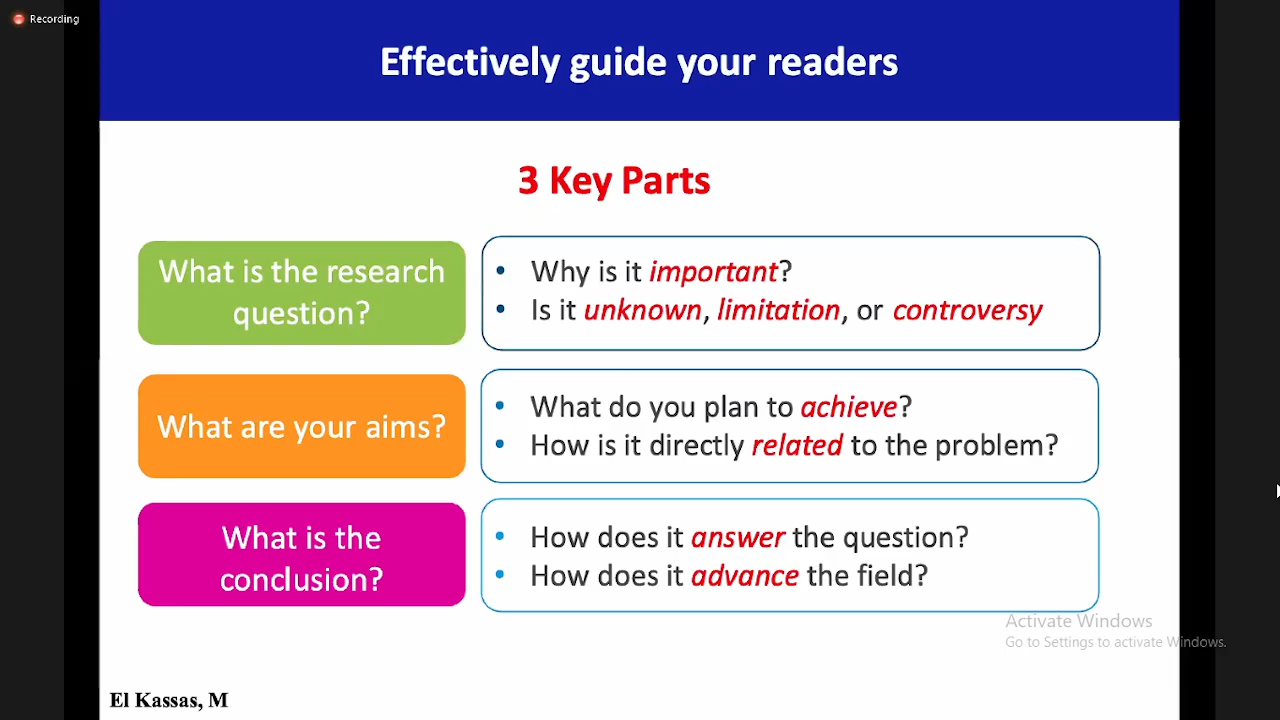 Recording
Effectively guide your readers
3 Key Parts
What is the research
question?
• Why is it important?
• Is it unknown, limitation, or controversy
What are your aims?
• What do you plan to achieve?
• How is it directly related to the problem?
What is the
conclusion?
• How does it answer the question?
• How does it advance the field?
Activate Windows
Go to Settings to activate Windows.
El Kassas, M